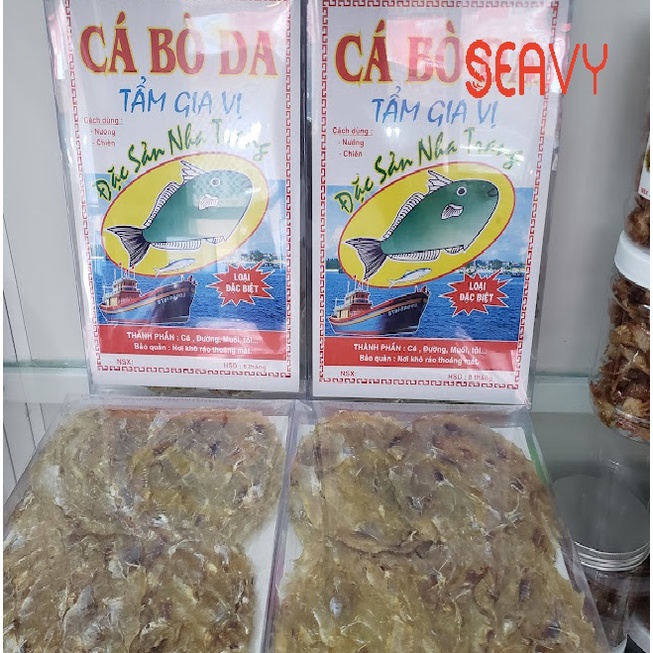 CÁ BÒ DA
TẨM GIA VỊ
Cách dùng :
- Nướng
- Chiên
Đặc Sản Nha Trang
LOẠI
ĐẶC BIỆT
THÀNH PHẦN : Cá , Đường, Muối, tỏi...
Bảo quản : Nơi khô ráo thoáng mát.
NSX:
HSD : 8 tháng
CÁ BÒ DA
SEAVY
TẨM GIA VỊ
Cách dùng :
- Nướng
- Chiên
Đặc Sản Nha Trang
LOẠI
ĐẶC BIỆT
THÀNH PHẦN : Cá , Đường, Muối, tỏi...
Bảo quản : Nơi khô ráo thoáng mát.
NSX:
HSD : 8 tháng